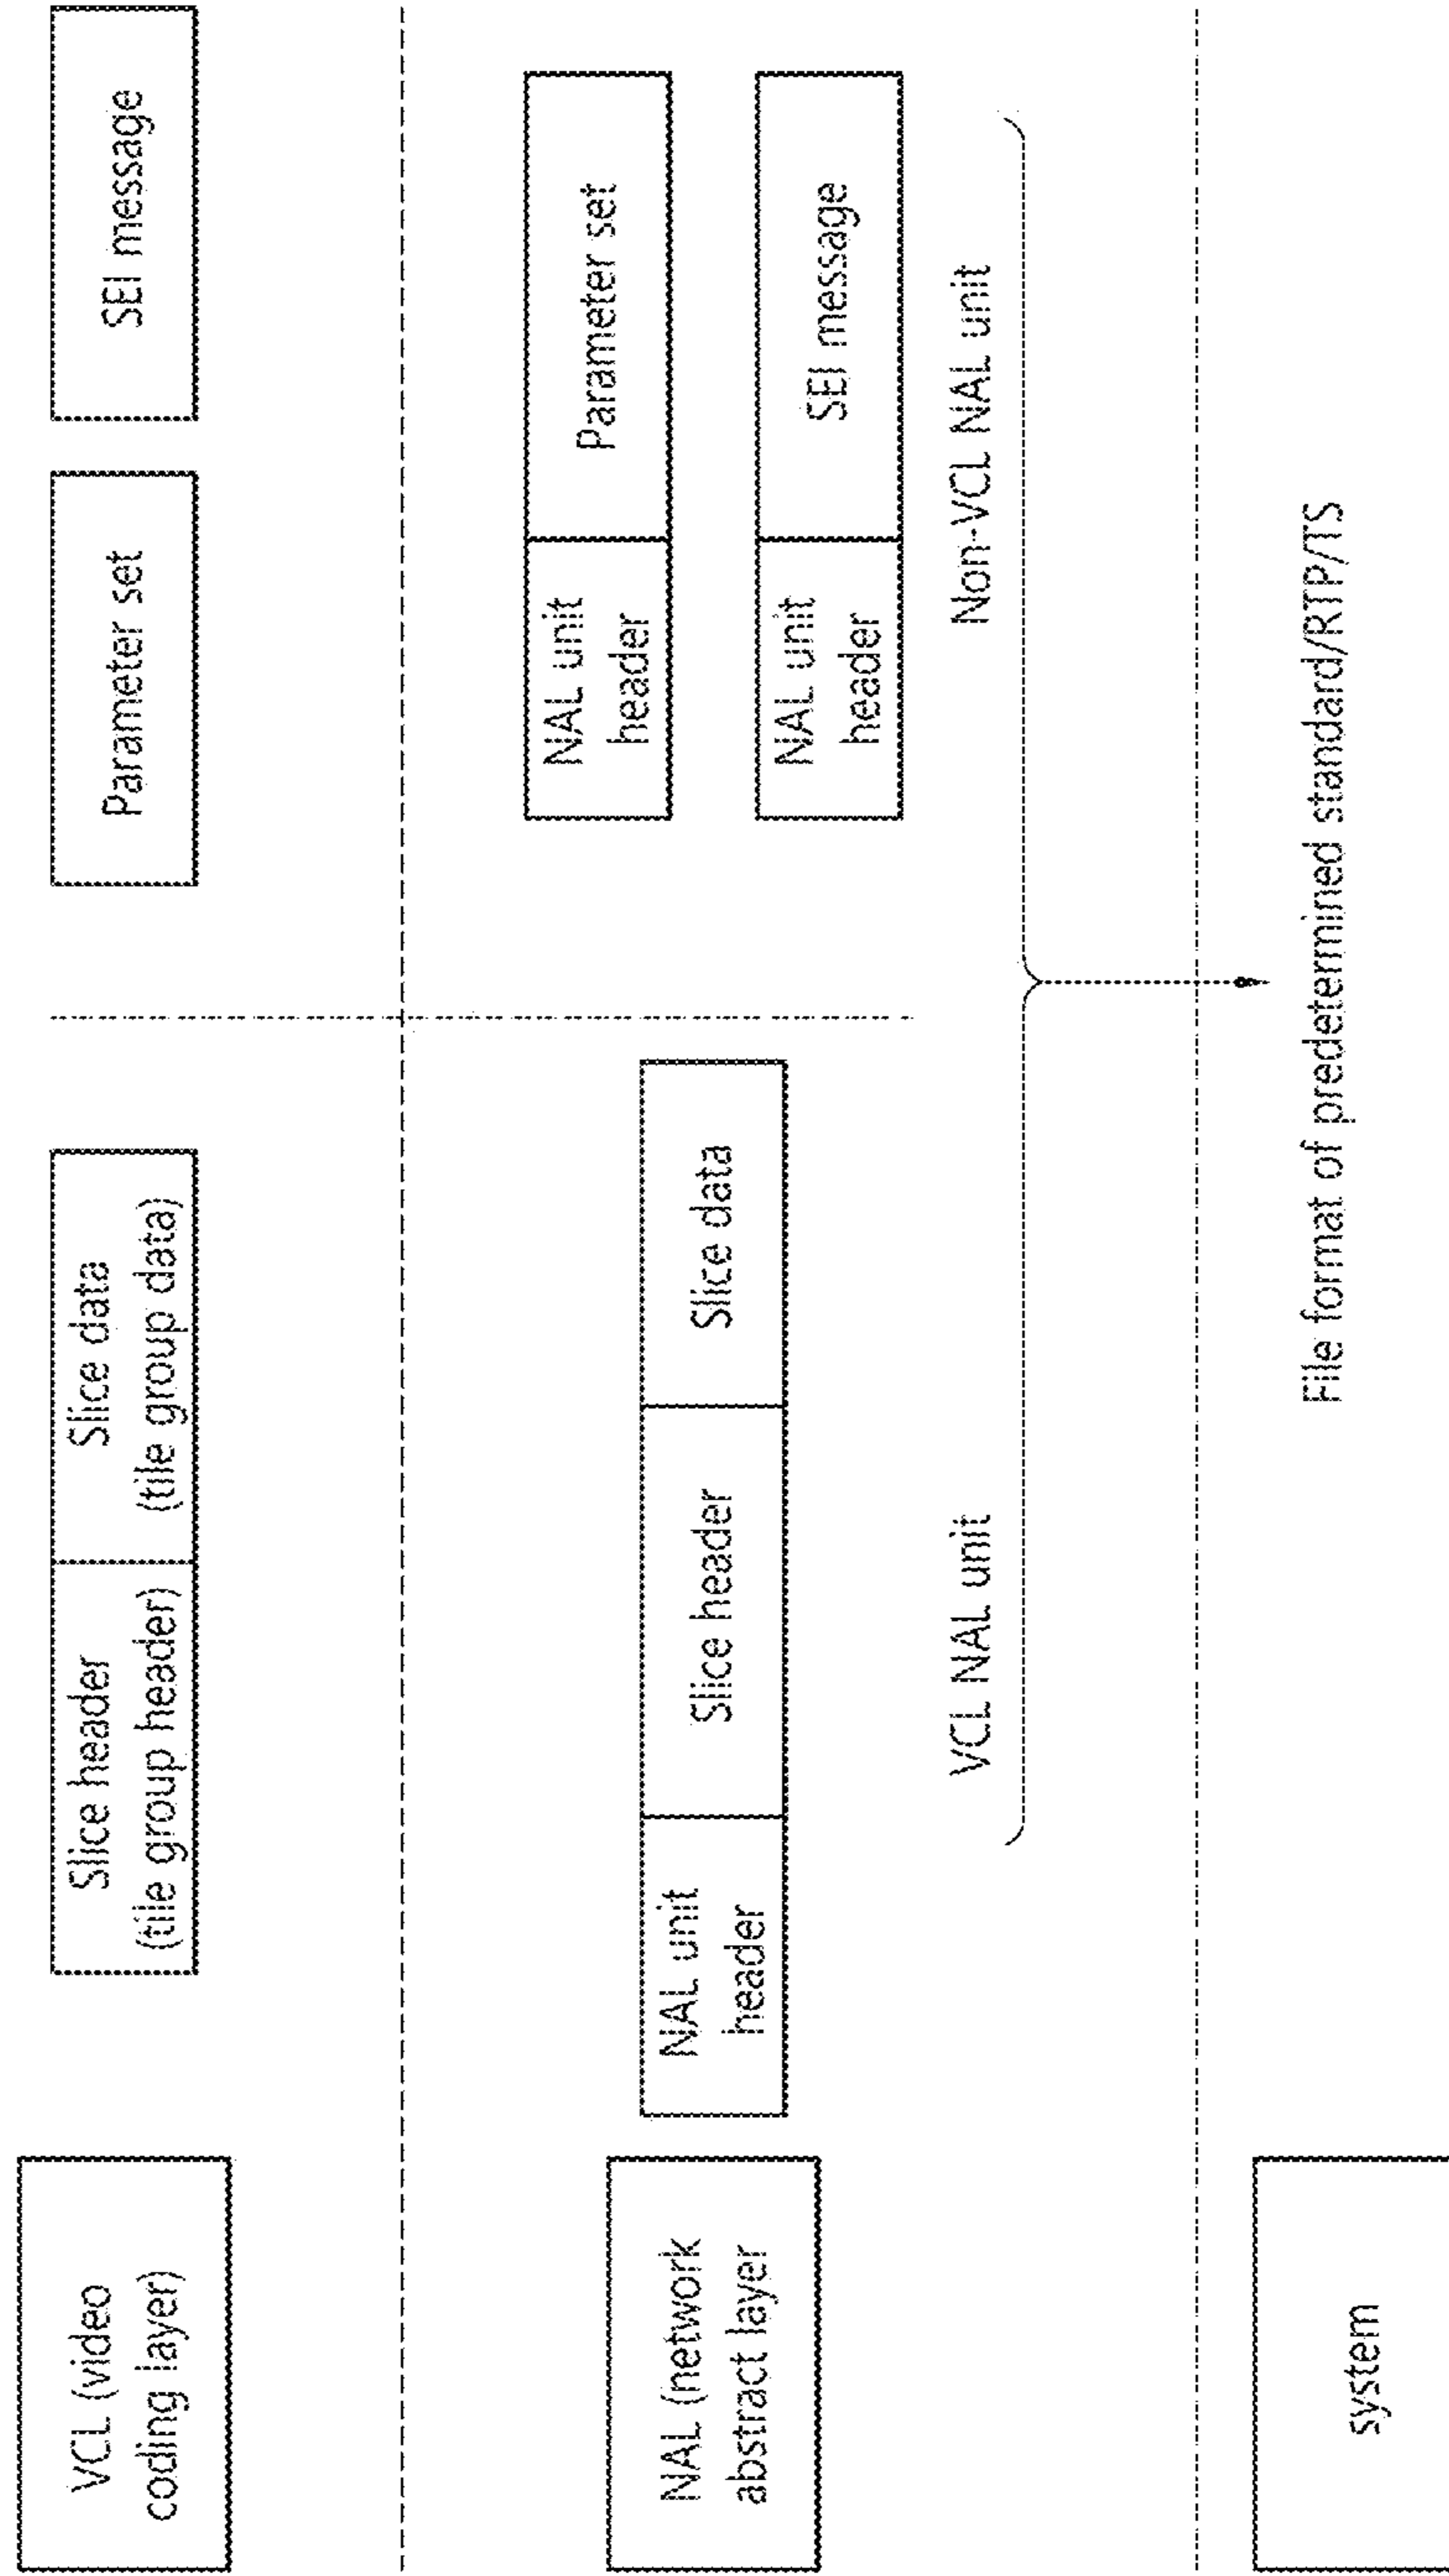 VCL (video
coding layer)
Slice header
(tile group header)
Slice data
(tile group data)
Parameter set
SEI message
NAL (network
abstract layer
NAL unit
header
Slice header
Slice data
NAL unit
header
Parameter set
NAL unit
header
SEI message
VCL NAL unit
Non-VCL NAL unit
system
File format of predetermined standard/RTP/TS